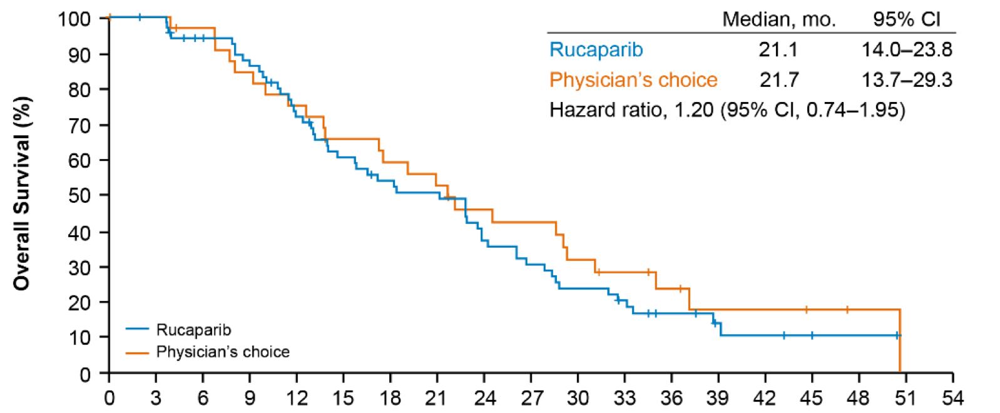 Median, mo. 95% CI
Rucaparib 21.1 14.0–23.8
Physician's choice 21.7 13.7–29.3
Hazard ratio, 1.20 (95% CI, 0.74–1.95)
Overall Survival (%)
100
90
80
70
60
50
40
30
20
10
0
Rucaparib
Physician's choice
0 3 6 9 12 15 18 21 24 27 30 33 36 39 42 45 48 51 54